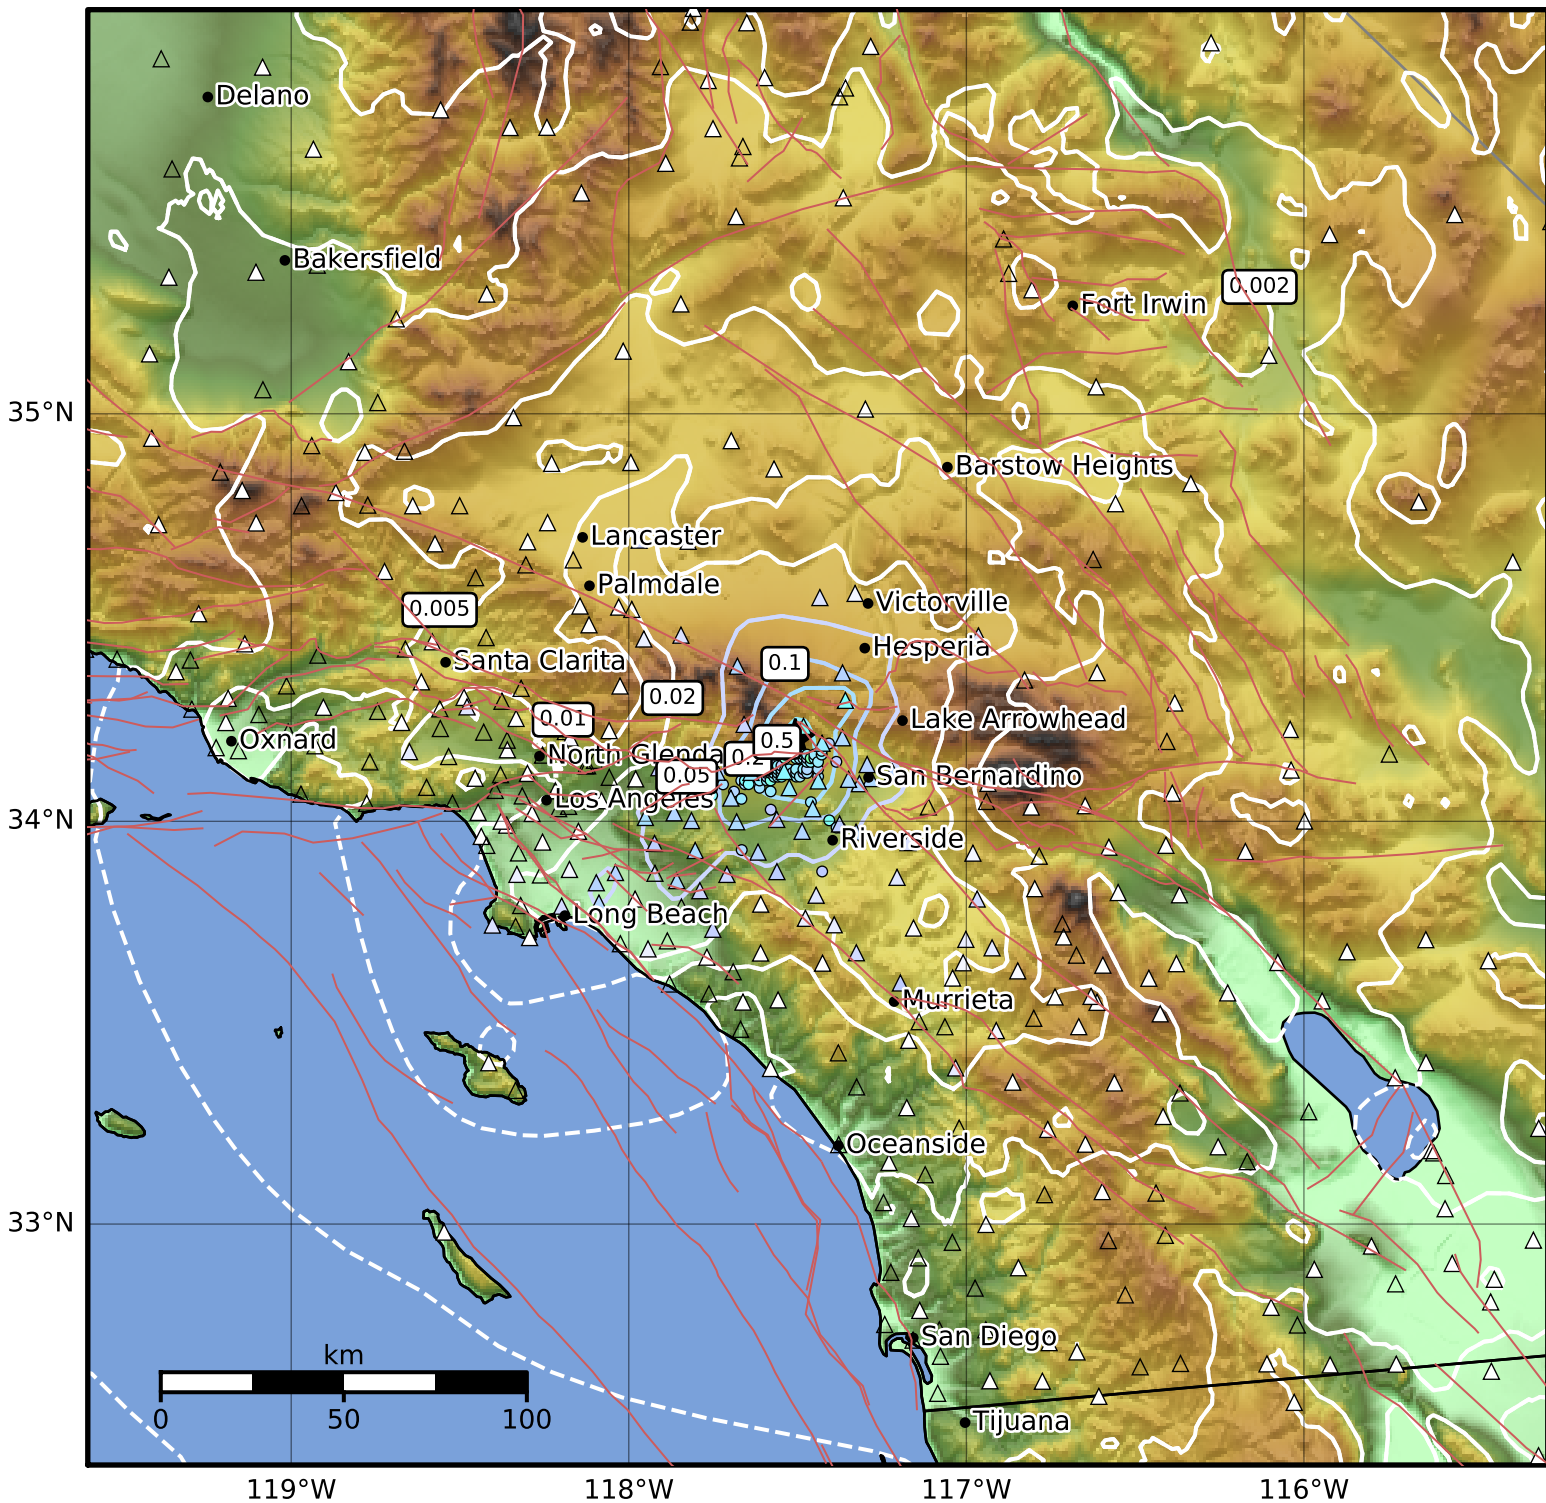 Delano
Bakersfield
0.002
Fort Irwin
35°N
Barstow Heights
Lancaster
Palmdale
Victorville
0.005
Hesperia
Santa Clarita
0.1
0.02
0.01
Lake Arrowhead
Oxnard
0.5
North Glenda
0.2
0.05
San Bernardino
Los Angeles
34°N
Riverside
Long Beach
Murrieta
Oceanside
33°N
San Diego
km
0 50 100
Tijuana
119°W 118°W 117°W 116°W